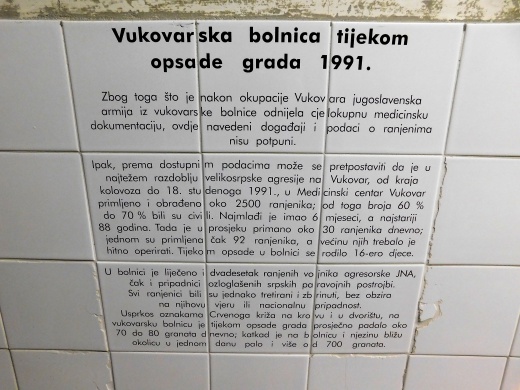 Vukovarska bolnica tijekom
opsade grada 1991.
Zbog toga što je nakon okupacije Vukovara jugoslavenska
armija iz vukovarske bolnice odnijela cjelokupnu medicinsku
dokumentaciju, ovdje navedeni događaji i podaci o ranjenima
nisu potpuni.
Ipak, prema dostupnim podacima može se pretpostaviti da je u
najtežem razdoblju velikosrpske agresije na Vukovar, od kraja
kolovoza do 18. studenoga 1991., u Medicinski centar Vukovar
primljeno i obrađeno oko 2500 ranjenika; od toga broja 60 %
do 70 % bili su civili. Najmlađi je imao 6 mjeseci, a najstariji
88 godina. Tada je u prosjeku primano oko 30 ranjenika dnevno;
u jednom su primljena čak 92 ranjenika, a većinu njih trebalo je
hitno operirati. Tijekom opsade u bolnici se rodilo 16-ero djece.
U bolnici je liječeno i dvadesetak ranjenih vojnika agresorske JNA,
čak i pripadnici ozloglašenih srpskih paravojnih postrojbi.
Svi ranjenici bili su jednako tretirani i zbrinuti, bez obzira
na njihovu vjeru ili nacionalnu pripadnost.
Usprkos oznakama Crvenoga križa na krovu i u dvorištu, na
vukovarsku bolnicu je tijekom opsade grada prosječno padalo oko
70 do 80 granata dnevno; katkad je na bolnicu i njezinu bližu
okolicu u jednom danu palo i više od 700 granata.